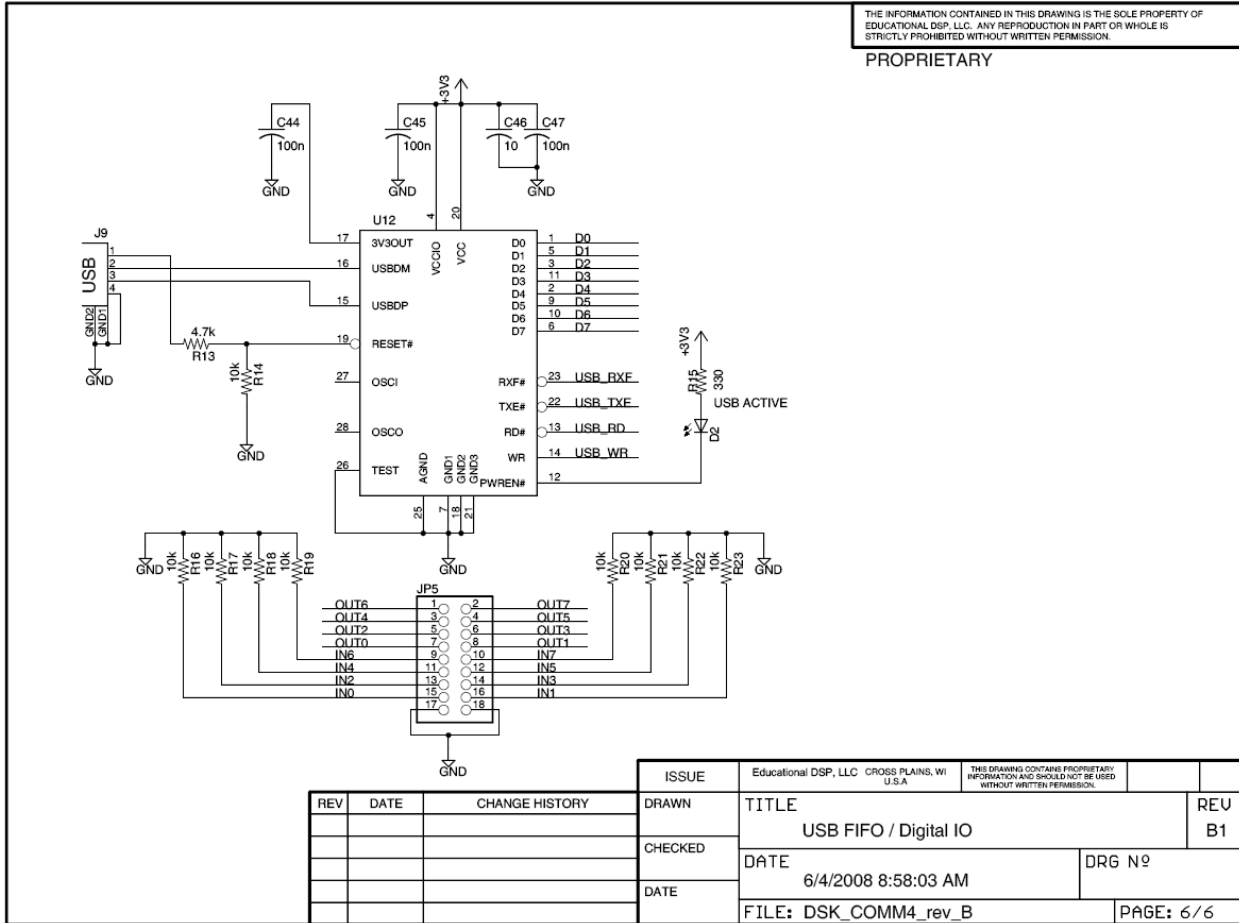 THE INFORMATION CONTAINED IN THIS DRAWING IS THE SOLE PROPERTY OF
EDUCATIONAL DSP, LLC. ANY REPRODUCTION IN PART OR WHOLE IS
STRICTLY PROHIBITED WITHOUT WRITTEN PERMISSION.
PROPRIETARY
+3V3
C44
100n
GND
C45
100n
GND
C46
10
C47
100n
GND
U12
4
20
VCCIO
VCC
J9
USB
1
2
3
4
GND2
GND1
GND
17 3V3OUT
16 USBDM
15 USBDP
19 RESET#
27 OSCI
28 OSCO
26 TEST
4.7k
R13
10k
R14
GND
D0 1 D0
D1 5 D1
D2 3 D2
D3 11 D3
D4 2 D4
D5 9 D5
D6 10 D6
D7 6 D7
RXF# 23 USB_RXF
TXE# 22 USB_TXE
RD# 13 USB_RD
WR 14 USB_WR
PWREN# 12
+3V3
R15
330
USB ACTIVE
D2
AGND
GND1
GND2
GND3
25
7
18
21
GND
GND
10k
R16
10k
R17
10k
R18
10k
R19
10k
R20
10k
R21
10k
R22
10k
R23
GND
JP5
OUT6 1 2 OUT7
OUT4 3 4 OUT5
OUT2 5 6 OUT3
OUT0 7 8 OUT1
IN6 9 10 IN7
IN4 11 12 IN5
IN2 13 14 IN3
IN0 15 16 IN1
17 18
GND
REV DATE CHANGE HISTORY
ISSUE
DRAWN
CHECKED
DATE
Educational DSP, LLC CROSS PLAINS, WI
U.S.A
THIS DRAWING CONTAINS PROPRIETARY
INFORMATION AND SHOULD NOT BE USED
WITHOUT WRITTEN PERMISSION.
TITLE
USB FIFO / Digital IO
REV
B1
DATE
6/4/2008 8:58:03 AM
DRG Nº
FILE: DSK_COMM4_rev_B
PAGE: 6/6